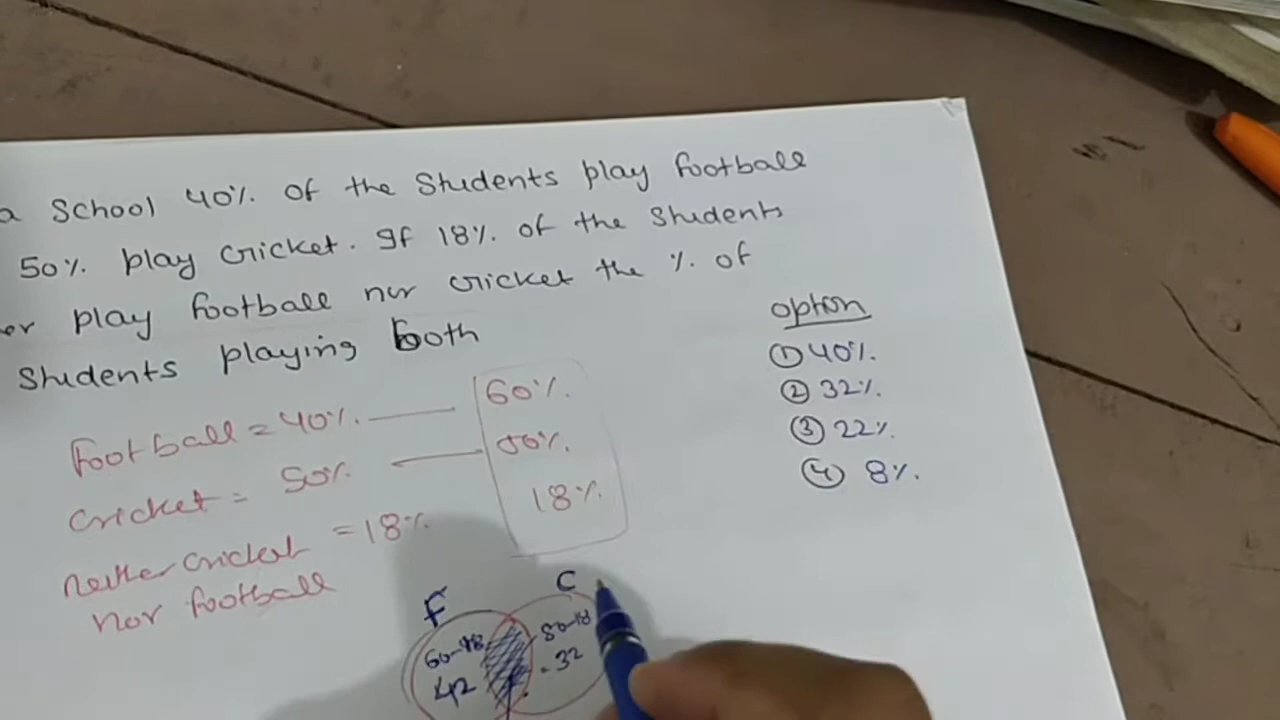 a School 40% of the Students play football
50% play cricket. If 18% of the Students
er play football nor cricket the % of
Students playing both
option
① 40%.
② 32%.
③ 22%.
④ 8%.
Football = 40%. 60%.
cricket = 50% 50%.
18%
neither cricket = 18%
nor football
F C
60-18 50-18
42 = 32